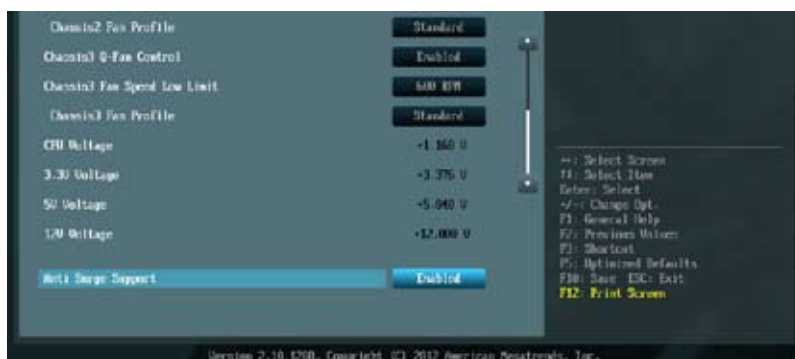 Chassis2 Fan Profile Standard
Chassis3 Q-Fan Control Enabled
Chassis3 Fan Speed Low Limit 600 RPM
Chassis3 Fan Profile Standard
CPU Voltage +1.160 V
3.3V Voltage +3.376 V
5V Voltage +5.040 V
12V Voltage +12.000 V
Anti Surge Support Enabled
: Select Screen
: Select Item
Enter: Select
+/-: Change Opt.
F1: General Help
F2: Previous Values
F3: Shortcut
F5: Optimized Defaults
F10: Save ESC: Exit
F12: Print Screen
Version 2.10.1208. Copyright (C) 2012 American Megatrends, Inc.